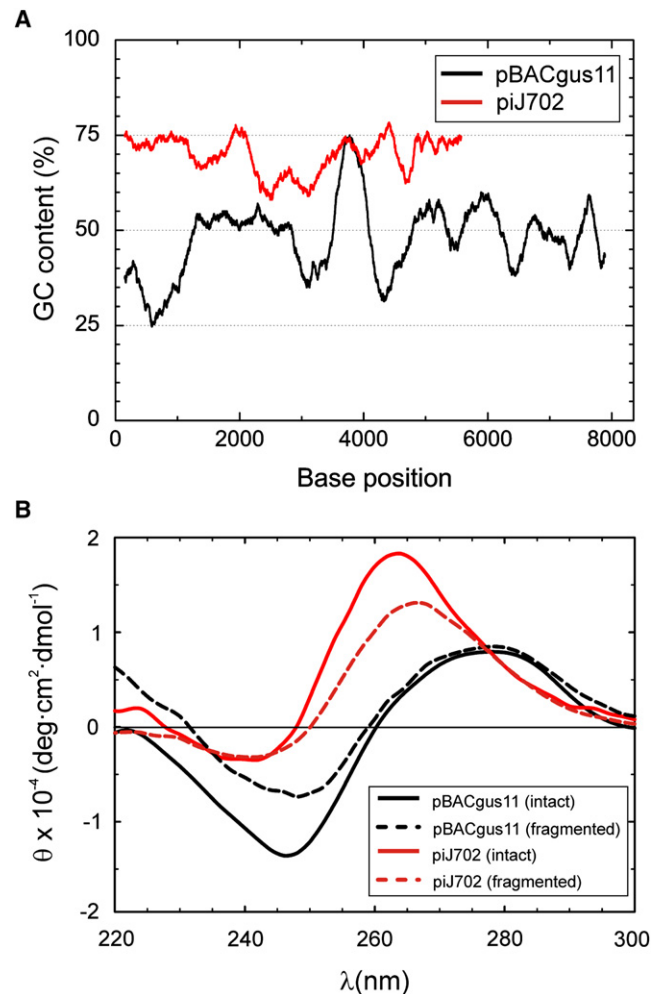 A
100
75
50
25
0
GC content (%)
pBACgus11
piJ702
0 2000 4000 6000 8000
Base position
B
2
1
0
-1
-2
θ x 10⁻⁴ (deg·cm²·dmol⁻¹)
pBACgus11 (intact)
pBACgus11 (fragmented)
piJ702 (intact)
piJ702 (fragmented)
220 240 260 280 300
λ(nm)